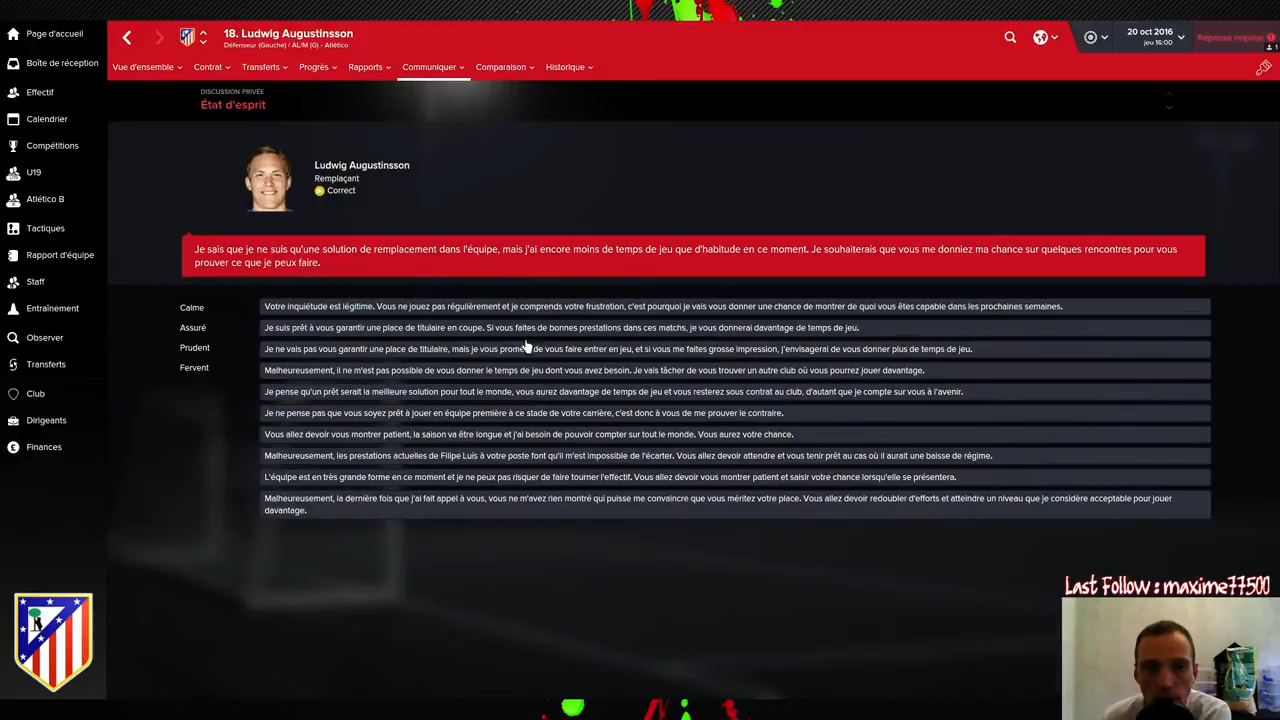 18. Ludwig Augustinsson
Défenseur (Gauche) / AL/M (G) - Atlético
20 oct 2016
jeu 16:00
Réponse requise
1
Page d'accueil
Boîte de réception
Effectif
Calendrier
Compétitions
U19
Atlético B
Tactiques
Rapport d'équipe
Staff
Entraînement
Observer
Transferts
Club
Dirigeants
Finances
Vue d'ensemble
Contrat
Transferts
Progrès
Rapports
Communiquer
Comparaison
Historique
DISCUSSION PRIVÉE
État d'esprit
Ludwig Augustinsson
Remplaçant
Correct
Je sais que je ne suis qu'une solution de remplacement dans l'équipe, mais j'ai encore moins de temps de jeu que d'habitude en ce moment. Je souhaiterais que vous me donniez ma chance sur quelques rencontres pour vous
prouver ce que je peux faire.
Calme
Assuré
Prudent
Fervent
Votre inquiétude est légitime. Vous ne jouez pas régulièrement et je comprends votre frustration, c'est pourquoi je vais vous donner une chance de montrer de quoi vous êtes capable dans les prochaines semaines.
Je suis prêt à vous garantir une place de titulaire en coupe. Si vous faites de bonnes prestations dans ces matchs, je vous donnerai davantage de temps de jeu.
Je ne vais pas vous garantir une place de titulaire, mais je vous de vous faire entrer en jeu, et si vous me faites grosse impression, j'envisagerai de vous donner plus de temps de jeu.
Malheureusement, il ne m'est pas possible de vous donner le temps de jeu dont vous avez besoin. Je vais tâcher de vous trouver un autre club où vous pourrez jouer davantage.
Je pense qu'un prêt serait la meilleure solution pour tout le monde, vous aurez davantage de temps de jeu et vous resterez sous contrat au club, d'autant que je compte sur vous à l'avenir.
Je ne pense pas que vous soyez prêt à jouer en équipe première à ce stade de votre carrière, c'est donc à vous de me prouver le contraire.
Vous allez devoir vous montrer patient, la saison va être longue et j'ai besoin de pouvoir compter sur tout le monde. Vous aurez votre chance.
Malheureusement, les prestations actuelles de Filipe Luís à votre poste font qu'il m'est impossible de l'écarter. Vous allez devoir attendre et vous tenir prêt au cas où il aurait une baisse de régime.
L'équipe est en très grande forme en ce moment et je ne peux pas risquer de faire tourner l'effectif. Vous allez devoir vous montrer patient et saisir votre chance lorsqu'elle se présentera.
Malheureusement, la dernière fois que j'ai fait appel à vous, vous ne m'avez rien montré qui puisse me convaincre que vous méritez votre place. Vous allez devoir redoubler d'efforts et atteindre un niveau que je considère acceptable pour jouer
davantage.
Last Follow : maxime77500